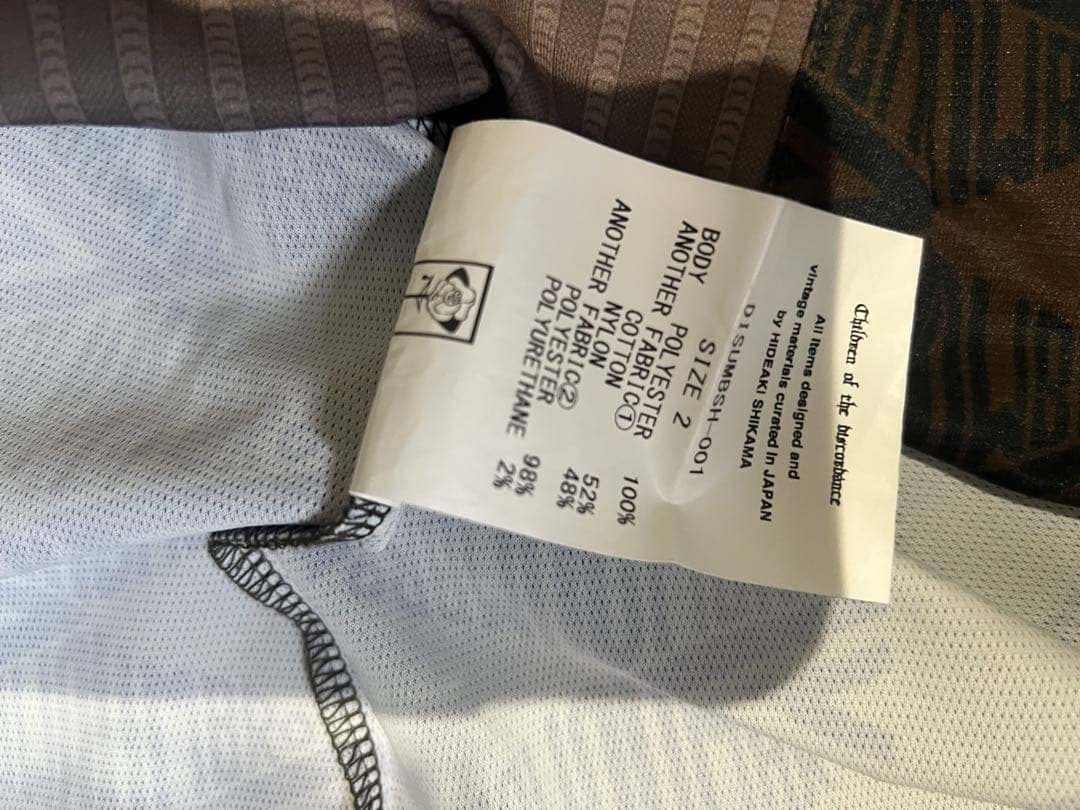 Children of the discordance
All items designed and
vintage materials curated in JAPAN
by HIDEAKI SHIKAMA
DISUMBSH-001
SIZE 2
BODY POLYESTER 100%
ANOTHER FABRIC①
COTTON 52%
NYLON 48%
ANOTHER FABRIC②
POLYESTER 98%
POLYURETHANE 2%